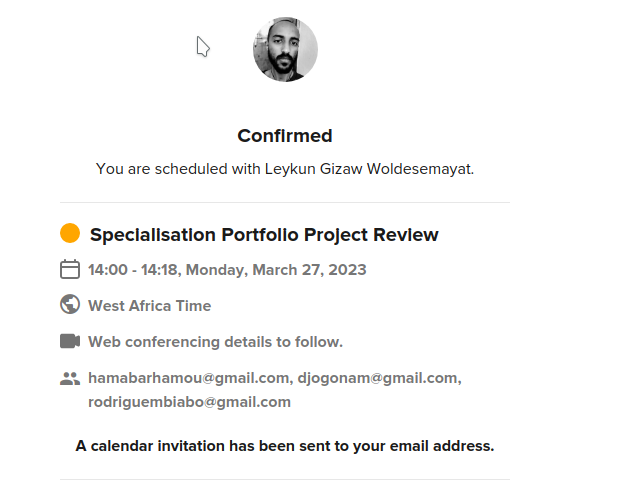 Confirmed
You are scheduled with Leykun Gizaw Woldesemayat.
Specialisation Portfolio Project Review
14:00 - 14:18, Monday, March 27, 2023
West Africa Time
Web conferencing details to follow.
hamabarhamou@gmail.com, djogonam@gmail.com,
rodriguembiabo@gmail.com
A calendar invitation has been sent to your email address.